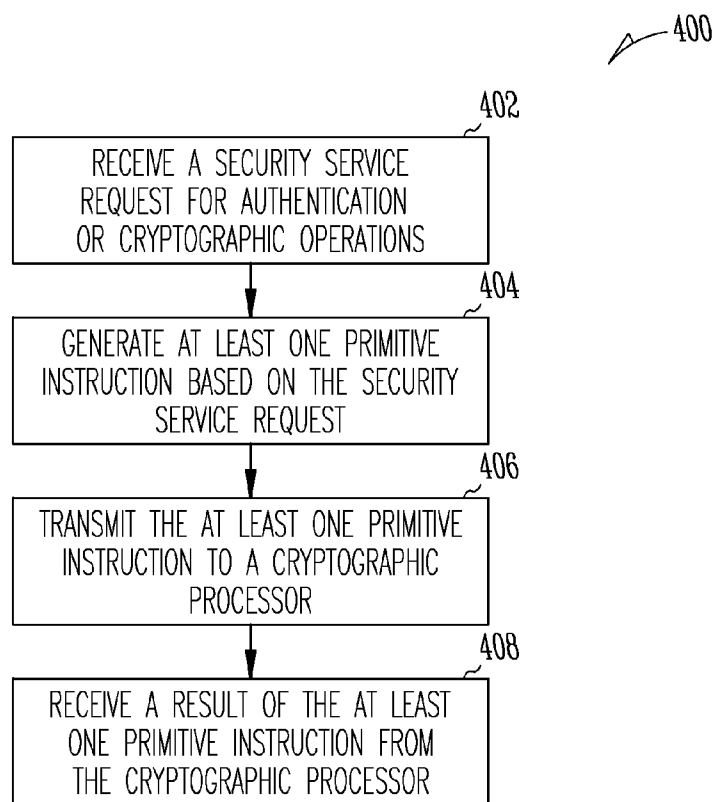 400
402
RECEIVE A SECURITY SERVICE
REQUEST FOR AUTHENTICATION
OR CRYPTOGRAPHIC OPERATIONS
404
GENERATE AT LEAST ONE PRIMITIVE
INSTRUCTION BASED ON THE SECURITY
SERVICE REQUEST
406
TRANSMIT THE AT LEAST ONE PRIMITIVE
INSTRUCTION TO A CRYPTOGRAPHIC
PROCESSOR
408
RECEIVE A RESULT OF THE AT LEAST
ONE PRIMITIVE INSTRUCTION FROM
THE CRYPTOGRAPHIC PROCESSOR